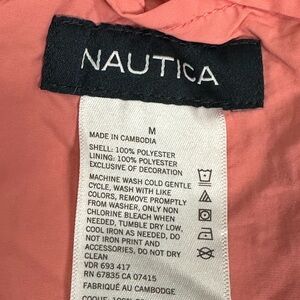 NAUTICA
M
MADE IN CAMBODIA
SHELL: 100% POLYESTER
LINING: 100% POLYESTER
EXCLUSIVE OF DECORATION
MACHINE WASH COLD GENTLE
CYCLE, WASH WITH LIKE
COLORS, REMOVE PROMPTLY
FROM WASHER, ONLY NON
CHLORINE BLEACH WHEN
NEEDED, TUMBLE DRY LOW.
COOL IRON AS NEEDED, DO
NOT IRON PRINT AND
ACCESSORIES, DO NOT DRY
CLEAN
VDR 693 417
RN 67835 CA 07415
FABRIQUÉ AU CAMBODGE
COQUE: 100%